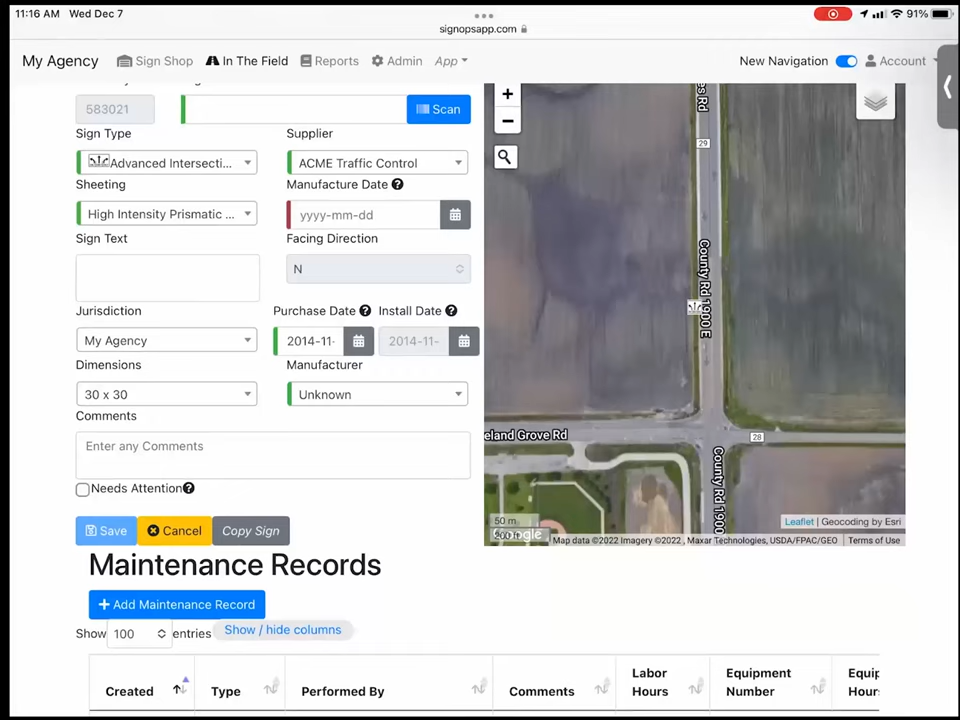 11:16 AM Wed Dec 7
91%
signopsapp.com
My Agency Sign Shop In The Field Reports Admin App New Navigation Account
583021 Scan
Sign Type Supplier
Advanced Intersecti... ACME Traffic Control
Sheeting Manufacture Date
High Intensity Prismatic ... yyyy-mm-dd
Sign Text Facing Direction
N
Jurisdiction Purchase Date Install Date
My Agency 2014-11- 2014-11-
Dimensions Manufacturer
30 x 30 Unknown
Comments
Enter any Comments
Needs Attention
Save Cancel Copy Sign
Maintenance Records
+ Add Maintenance Record
Show 100 entries Show / hide columns
Created Type Performed By Comments Labor Hours Equipment Number Equip Hours
+
−
es Rd
29
County Rd 1900 E
eland Grove Rd
28
County Rd 1900
50 m
Google
Leaflet | Geocoding by Esri
Map data ©2022 Imagery ©2022 , Maxar Technologies, USDA/FPAC/GEO Terms of Use